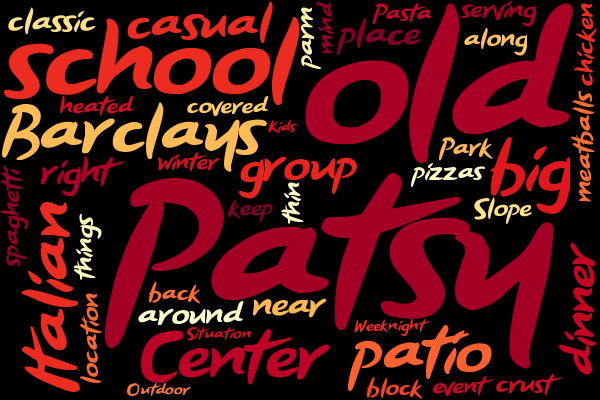 classic
casual
parm
mind
Pasta
serving
place
along
chicken
school
old
heated
covered
Kids
Barclays
meatballs
Park
right
Winter
group
pizzas
big
spaghetti
thin
keep
Slope
Patsy
Italian
things
back
around
near
location
Situation
Weeknight
dinner
Center
patio
Outdoor
block
event
crust